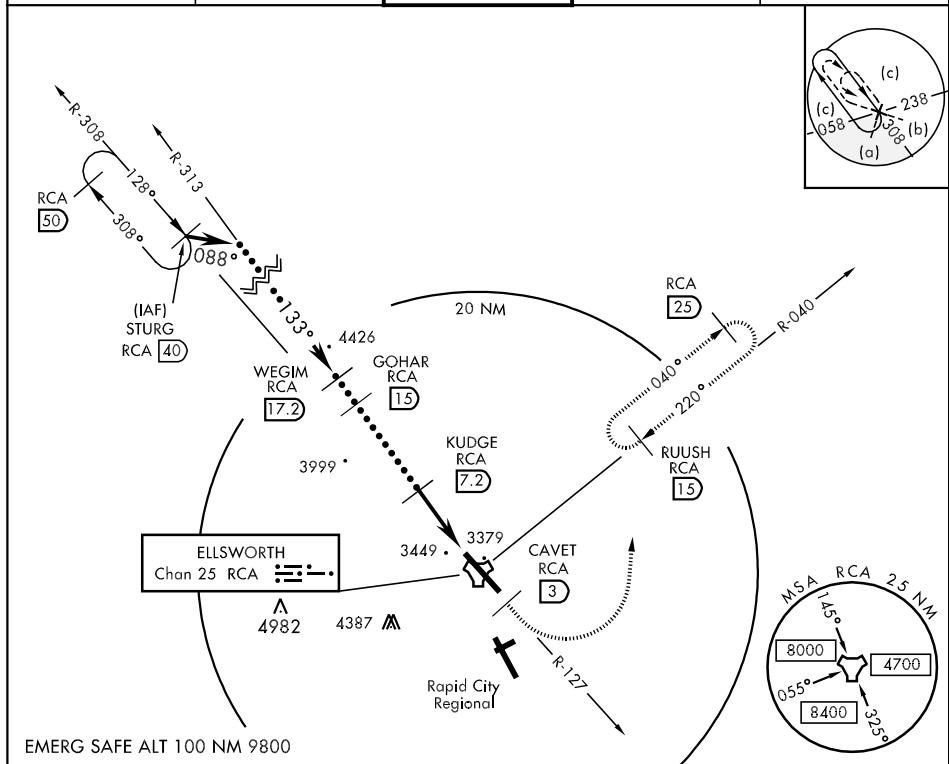 (c)
(c)
238
058
308
(b)
(a)
R-308
R-313
128°
308°
RCA
50
088°
(IAF)
STURG
RCA 40
133°
4426
20 NM
RCA
25
R-040
040°
220°
WEGIM
RCA
17.2
GOHAR
RCA
15
RUUSH
RCA
15
3999
KUDGE
RCA
7.2
3449
3379
CAVET
RCA
3
ELLSWORTH
Chan 25 RCA
4982
4387
R-127
Rapid City
Regional
MSA RCA 25 NM
145°
8000
4700
055°
8400
325°
EMERG SAFE ALT 100 NM 9800